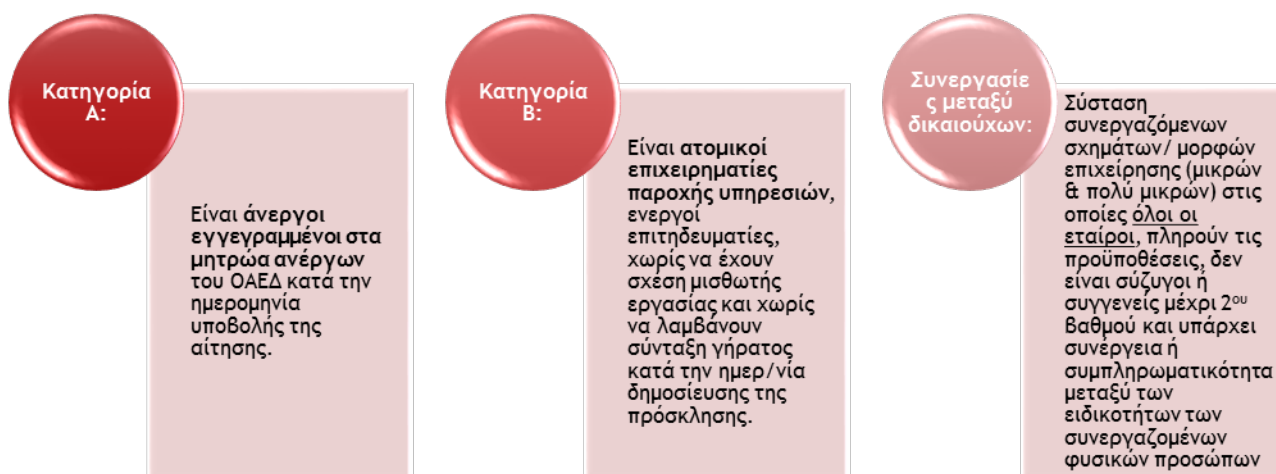 Κατηγορία
Α:
Είναι άνεργοι
εγγεγραμμένοι στα
μητρώα ανέργων
του ΟΑΕΔ κατά την
ημερομηνία
υποβολής της
αίτησης.
Κατηγορία
Β:
Είναι ατομικοί
επιχειρηματίες
παροχής υπηρεσιών,
ενεργοί
επιτηδευματίες,
χωρίς να έχουν
σχέση μισθωτής
εργασίας και χωρίς
να λαμβάνουν
σύνταξη γήρατος
κατά την ημερ/νία
δημοσίευσης της
πρόσκλησης.
Συνεργασίε
ς μεταξύ
δικαιούχων:
Σύσταση
συνεργαζόμενων
σχημάτων/ μορφών
επιχείρησης (μικρών
& πολύ μικρών) στις
οποίες όλοι οι
εταίροι, πληρούν τις
προϋποθέσεις, δεν
είναι σύζυγοι ή
συγγενείς μέχρι 2ου
βαθμού και υπάρχει
συνέργεια ή
συμπληρωματικότητα
μεταξύ των
ειδικοτήτων των
συνεργαζομένων
φυσικών προσώπων